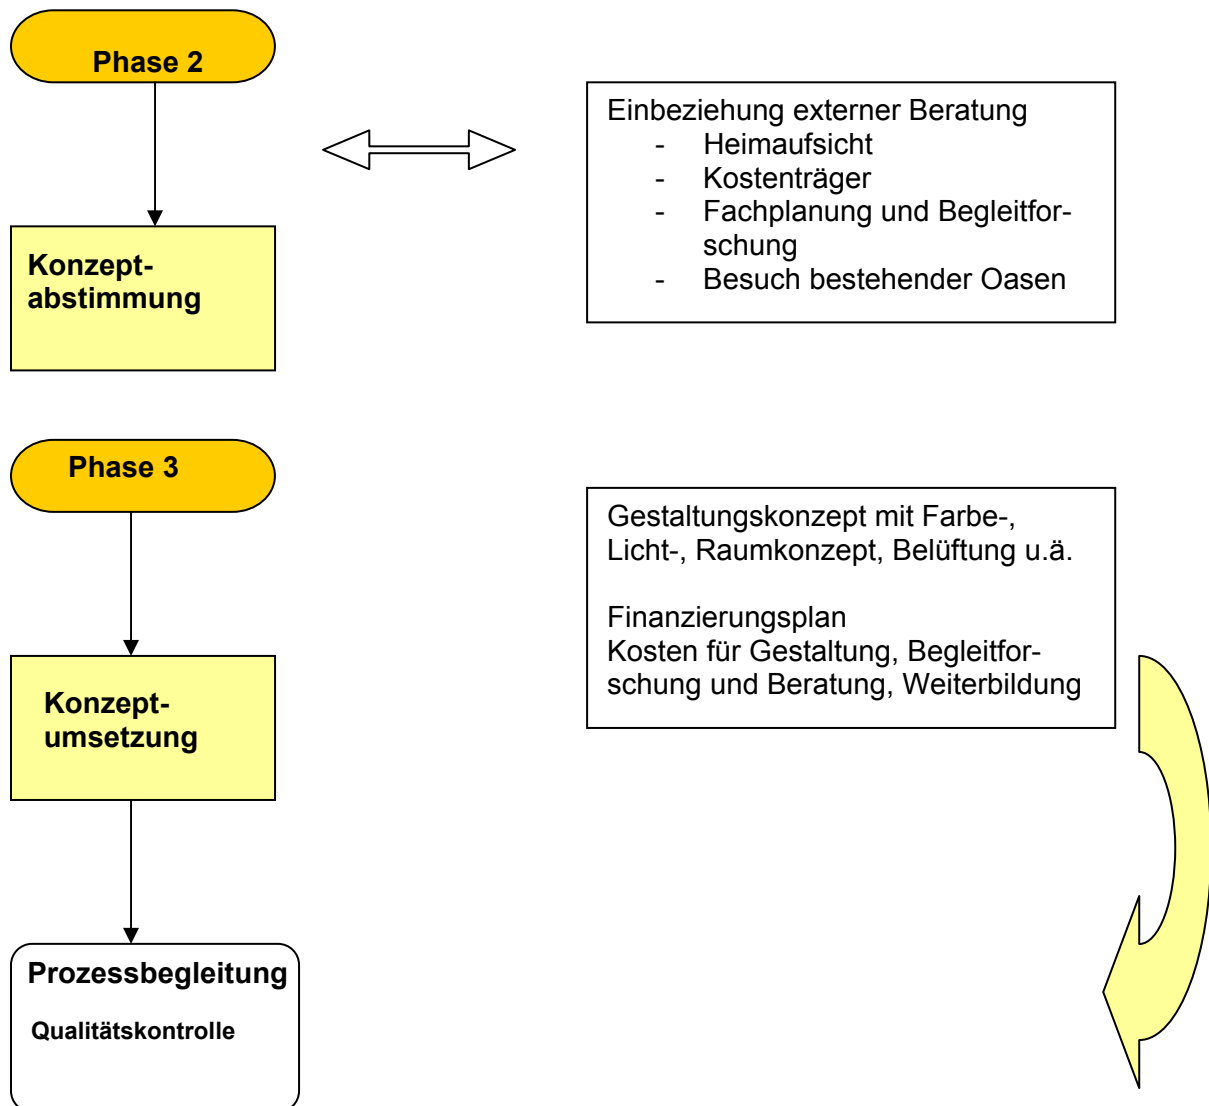 Phase 2
Einbeziehung externer Beratung
- Heimaufsicht
- Kostenträger
- Fachplanung und Begleitfor-
schung
- Besuch bestehender Oasen
Konzept-
abstimmung
Phase 3
Gestaltungskonzept mit Farbe-,
Licht-, Raumkonzept, Belüftung u.ä.
Finanzierungsplan
Kosten für Gestaltung, Begleitfor-
schung und Beratung, Weiterbildung
Konzept-
umsetzung
Prozessbegleitung
Qualitätskontrolle